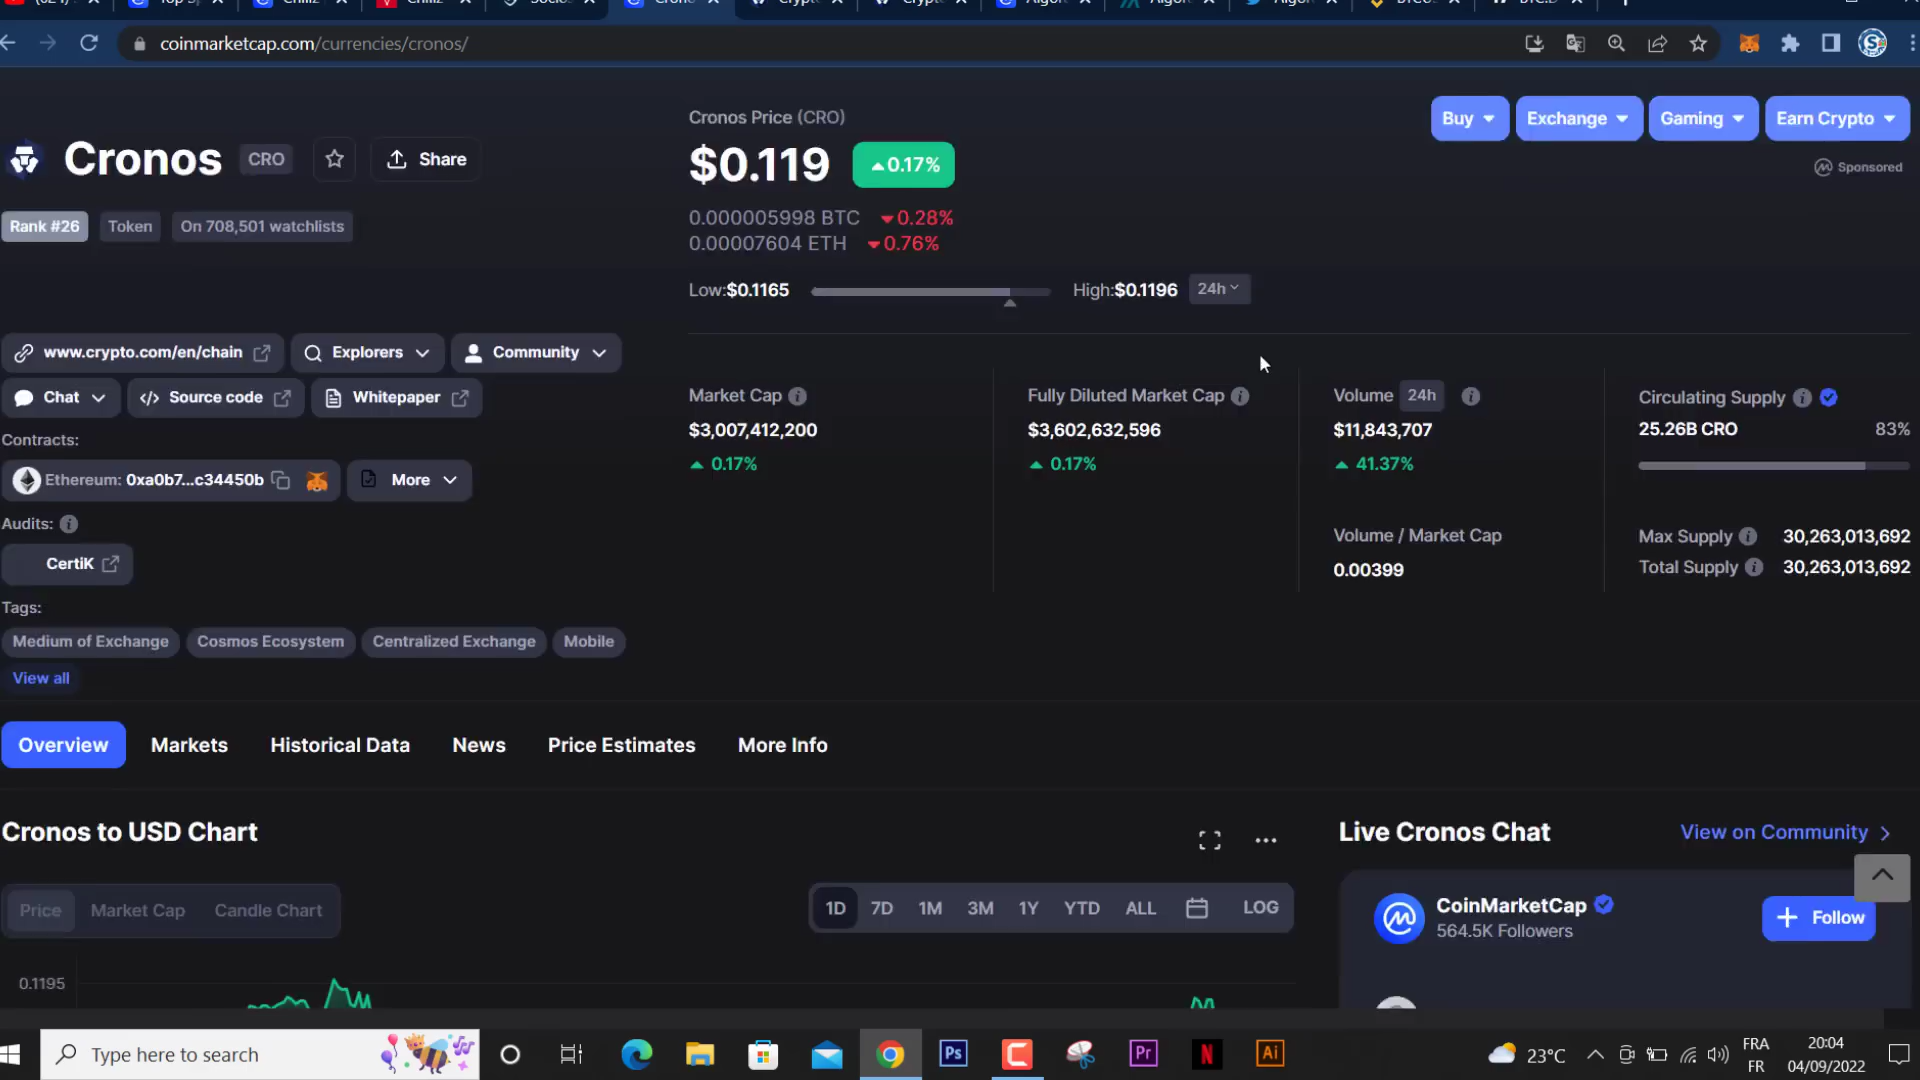 coinmarketcap.com/currencies/cronos/
Cronos CRO Share
Rank #26 Token On 708,501 watchlists
www.crypto.com/en/chain Explorers Community
Chat Source code Whitepaper
Contracts:
Ethereum: 0xa0b7...c34450b More
Audits:
CertiK
Tags:
Medium of Exchange Cosmos Ecosystem Centralized Exchange Mobile
View all
Cronos Price (CRO)
$0.119 0.17%
0.000005998 BTC 0.28%
0.00007604 ETH 0.76%
Low:$0.1165 High:$0.1196 24h
Buy Exchange Gaming Earn Crypto
Sponsored
Market Cap
$3,007,412,200
0.17%
Fully Diluted Market Cap
$3,602,632,596
0.17%
Volume 24h
$11,843,707
41.37%
Volume / Market Cap
0.00399
Circulating Supply
25.26B CRO 83%
Max Supply 30,263,013,692
Total Supply 30,263,013,692
Overview Markets Historical Data News Price Estimates More Info
Cronos to USD Chart
Price Market Cap Candle Chart
1D 7D 1M 3M 1Y YTD ALL LOG
0.1195
Live Cronos Chat View on Community
CoinMarketCap
564.5K Followers
Follow
Type here to search
Ps
Pr
N
Ai
23°C
FRA
FR
20:04
04/09/2022